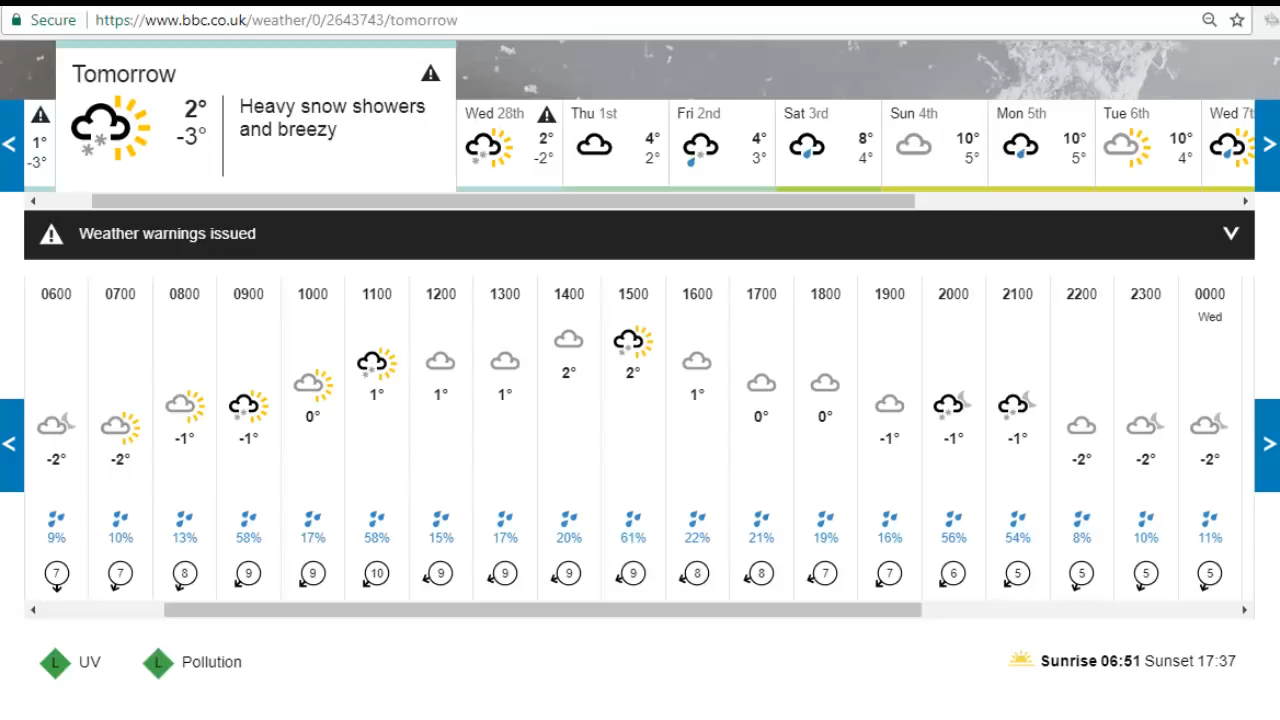 Secure https://www.bbc.co.uk/weather/0/2643743/tomorrow
Tomorrow
2°
-3°
Heavy snow showers
and breezy
1°
-3°
Wed 28th
2°
-2°
Thu 1st
4°
2°
Fri 2nd
4°
3°
Sat 3rd
8°
4°
Sun 4th
10°
5°
Mon 5th
10°
5°
Tue 6th
10°
4°
Wed 7t
Weather warnings issued
0600 0700 0800 0900 1000 1100 1200 1300 1400 1500 1600 1700 1800 1900 2000 2100 2200 2300 0000
Wed
-2° -2° -1° -1° 0° 1° 1° 1° 2° 2° 1° 0° 0° -1° -1° -1° -2° -2° -2°
9% 10% 13% 58% 17% 58% 15% 17% 20% 61% 22% 21% 19% 16% 56% 54% 8% 10% 11%
7 7 8 9 9 10 9 9 9 9 8 8 7 7 6 5 5 5 5
L UV L Pollution
Sunrise 06:51 Sunset 17:37